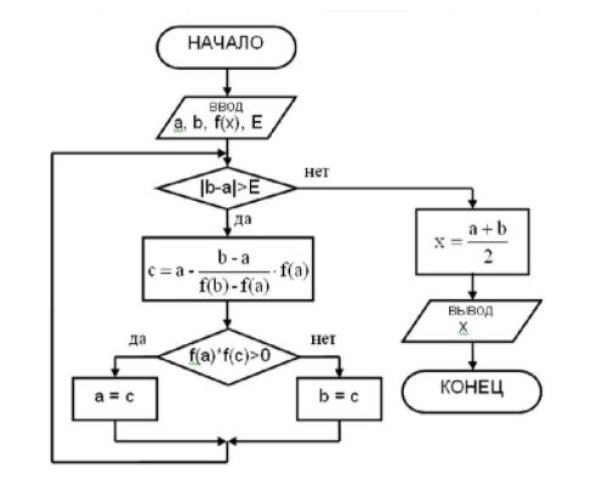 НАЧАЛО
ввод
a, b, f(x), E
|b-a|>E
нет
да
x = a + b / 2
c = a - b - a / f(b) - f(a) · f(a)
вывод
x
да
f(a)*f(c)>0
нет
a = c
b = c
КОНЕЦ